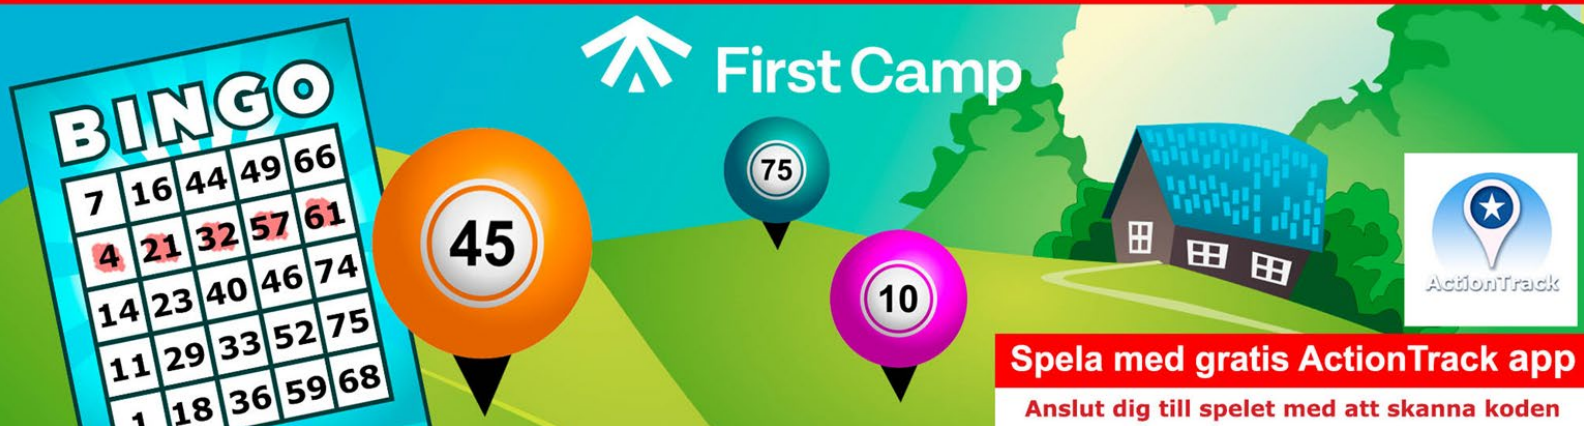 BINGO
7 16 44 49 66
4 21 32 57 61
14 23 40 46 74
11 29 33 52 75
1 18 36 59 68
First Camp
45
75
10
ActionTrack
Spela med gratis ActionTrack app
Anslut dig till spelet med att skanna koden